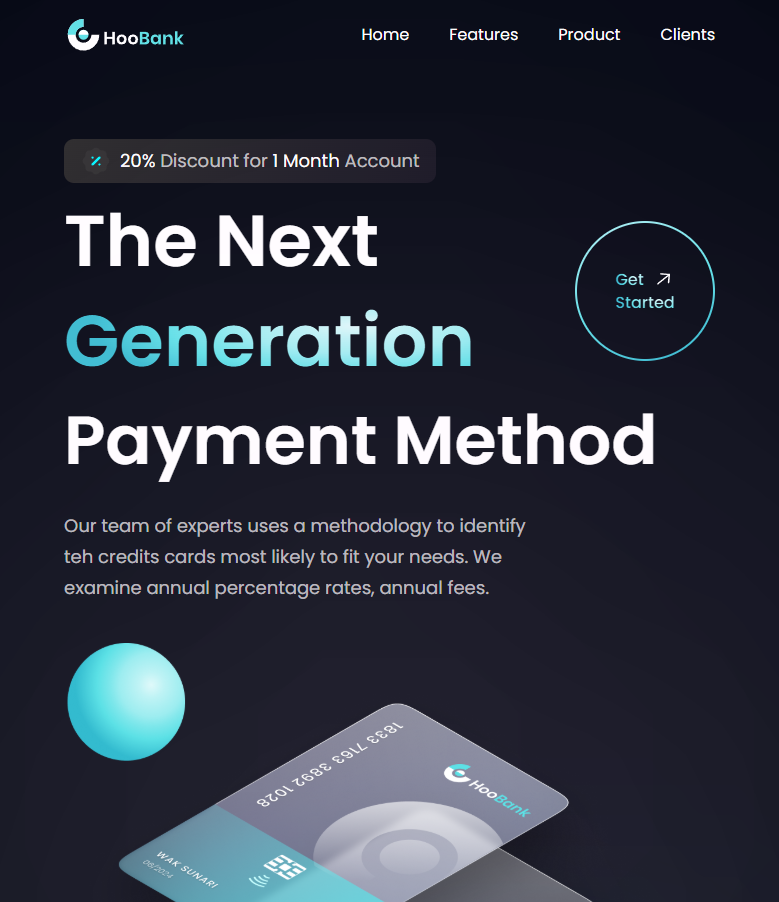 HooBank
Home Features Product Clients
20% Discount for 1 Month Account
The Next
Generation
Payment Method
Get
Started
Our team of experts uses a methodology to identify
teh credits cards most likely to fit your needs. We
examine annual percentage rates, annual fees.
1833 7163 3892 1028
HooBank
WAK SUNARI
08/2024